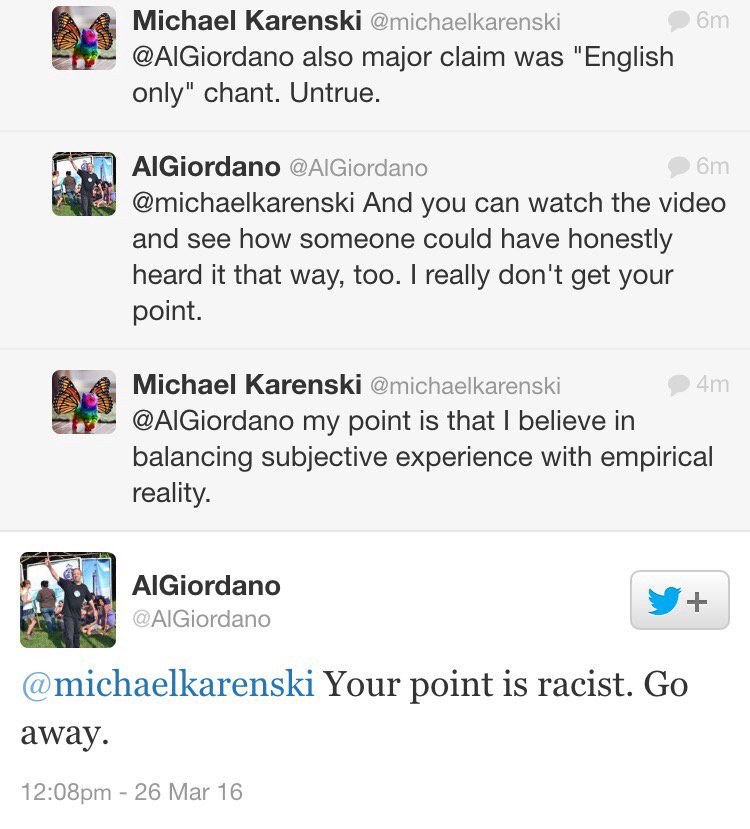 Michael Karenski @michaelkarenski 6m
@AlGiordano also major claim was "English
only" chant. Untrue.
AlGiordano @AlGiordano 6m
@michaelkarenski And you can watch the video
and see how someone could have honestly
heard it that way, too. I really don't get your
point.
Michael Karenski @michaelkarenski 4m
@AlGiordano my point is that I believe in
balancing subjective experience with empirical
reality.
AlGiordano
@AlGiordano
@michaelkarenski Your point is racist. Go
away.
12:08pm - 26 Mar 16